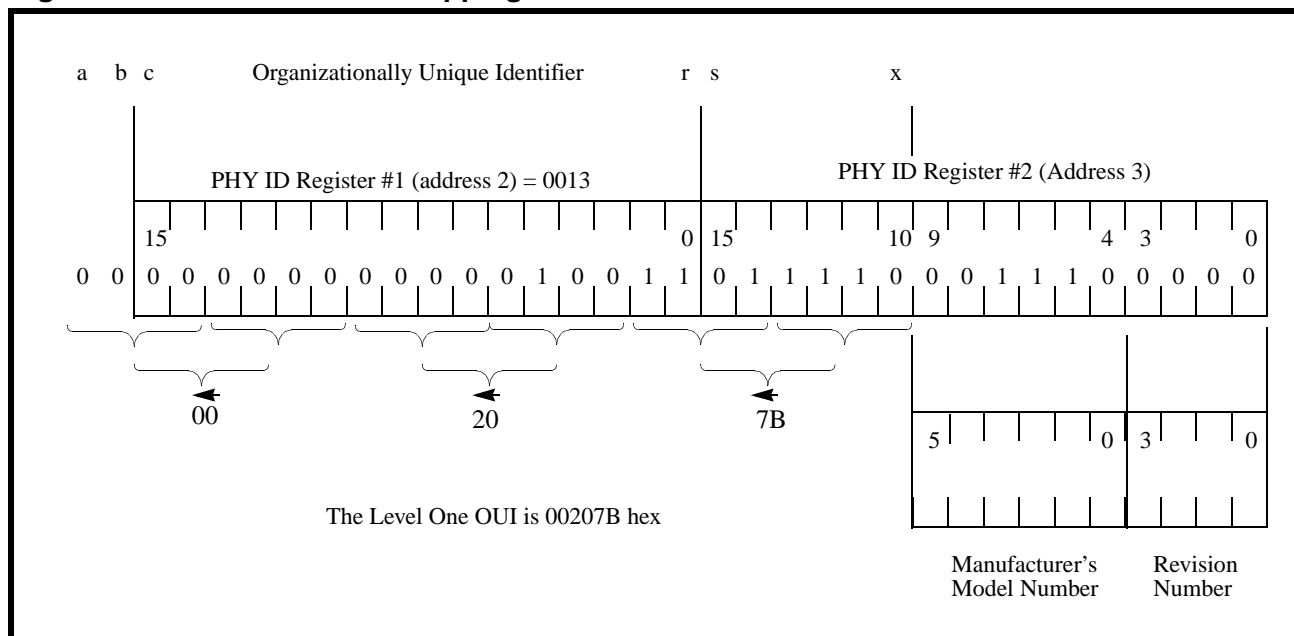 a b c Organizationally Unique Identifier r s x
PHY ID Register #1 (address 2) = 0013 PHY ID Register #2 (Address 3)
15 0 15 10 9 4 3 0
0 0 0 0 0 0 0 0 0 0 0 0 0 1 0 0 1 1 0 1 1 1 1 0 0 0 1 1 1 0 0 0 0 0
00 20 7B
5 0 3 0
The Level One OUI is 00207B hex
Manufacturer’s Revision
Model Number Number